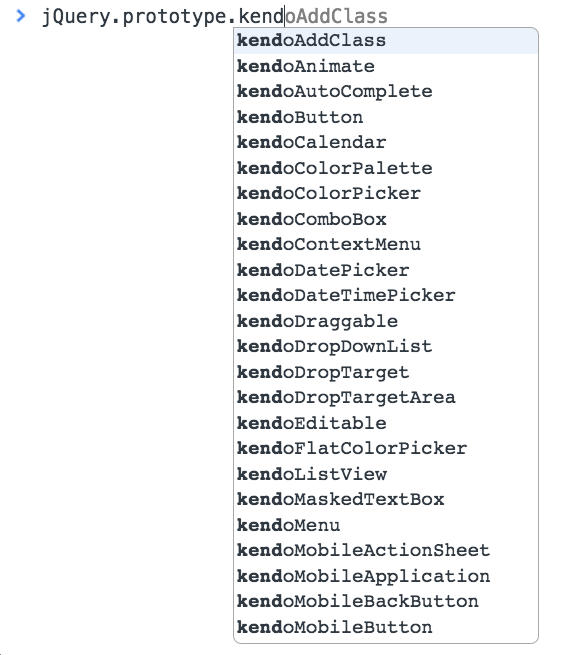 > jQuery.prototype.kendoAddClass
kendoAddClass
kendoAnimate
kendoAutoComplete
kendoButton
kendoCalendar
kendoColorPalette
kendoColorPicker
kendoComboBox
kendoContextMenu
kendoDatePicker
kendoDateTimePicker
kendoDraggable
kendoDropDownList
kendoDropTarget
kendoDropTargetArea
kendoEditable
kendoFlatColorPicker
kendoListView
kendoMaskedTextBox
kendoMenu
kendoMobileActionSheet
kendoMobileApplication
kendoMobileBackButton
kendoMobileButton